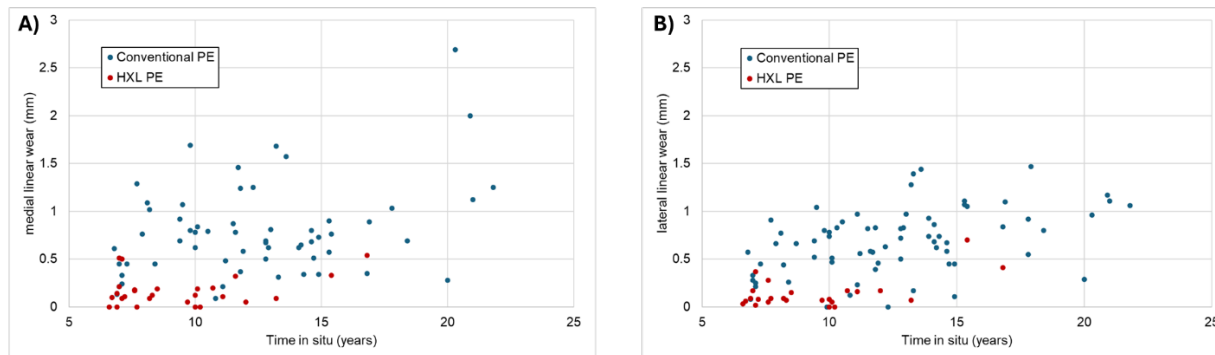 A)
3
2.5
2
1.5
1
0.5
0
medial linear wear (mm)
Conventional PE
HXL PE
5 10 15 20 25
Time in situ (years)
B)
3
2.5
2
1.5
1
0.5
0
lateral linear wear (mm)
Conventional PE
HXL PE
5 10 15 20 25
Time in situ (years)